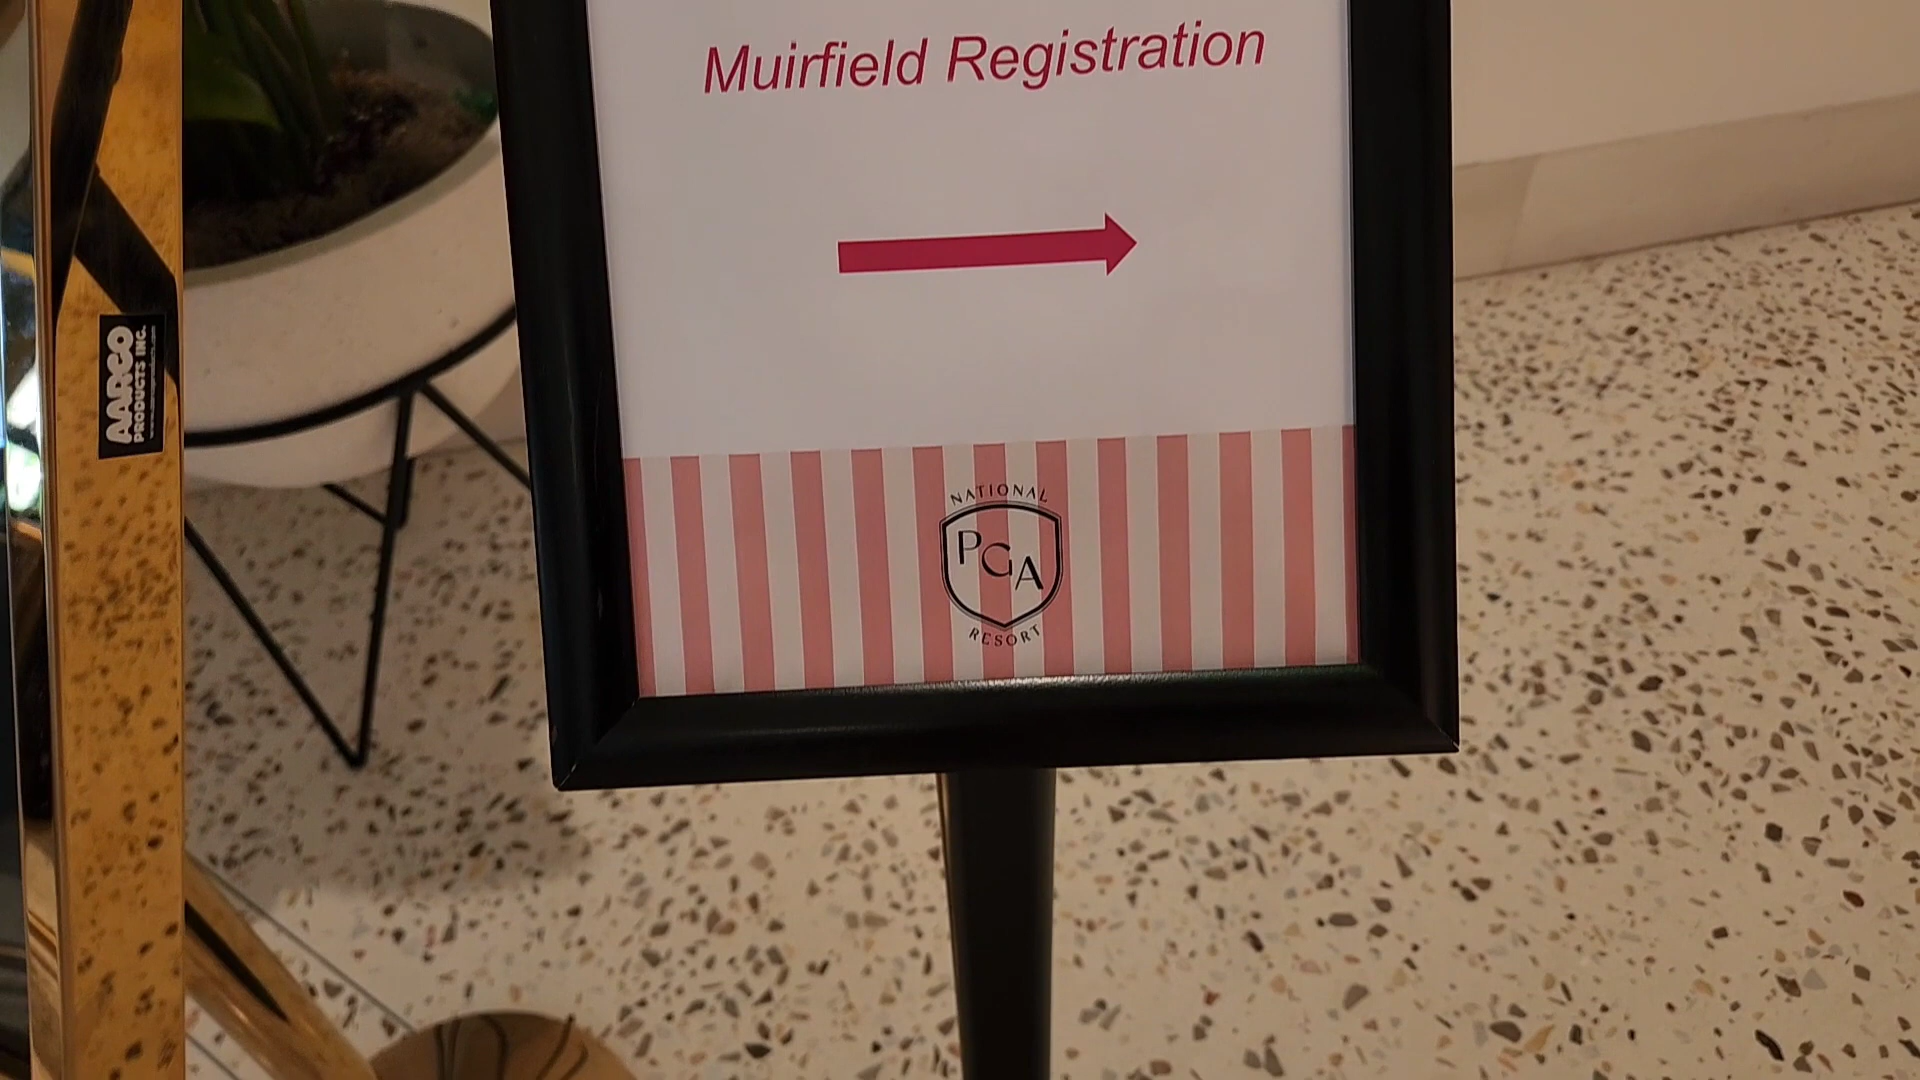 Muirfield Registration
NATIONAL
PGA
RESORT
AARCO
PRODUCTS INC.